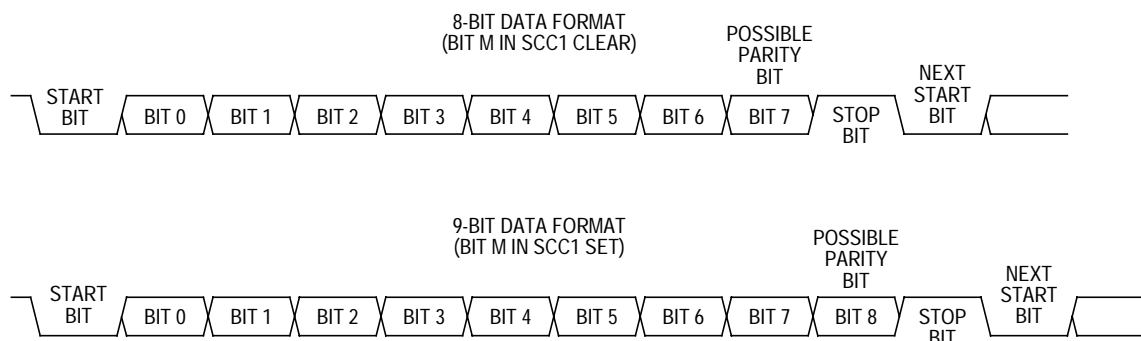 8-BIT DATA FORMAT
(BIT M IN SCC1 CLEAR)
POSSIBLE
PARITY
BIT
START
BIT
BIT 0
BIT 1
BIT 2
BIT 3
BIT 4
BIT 5
BIT 6
BIT 7
STOP
BIT
NEXT
START
BIT
9-BIT DATA FORMAT
(BIT M IN SCC1 SET)
POSSIBLE
PARITY
BIT
START
BIT
BIT 0
BIT 1
BIT 2
BIT 3
BIT 4
BIT 5
BIT 6
BIT 7
BIT 8
STOP
BIT
NEXT
START
BIT